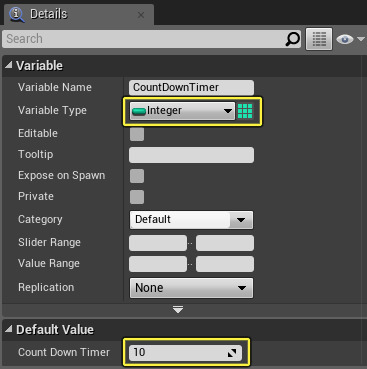 Details
Search
Variable
Variable Name CountDownTimer
Variable Type Integer
Editable
Tooltip
Expose on Spawn
Private
Category Default
Slider Range ..
Value Range ..
Replication None
Default Value
Count Down Timer 10